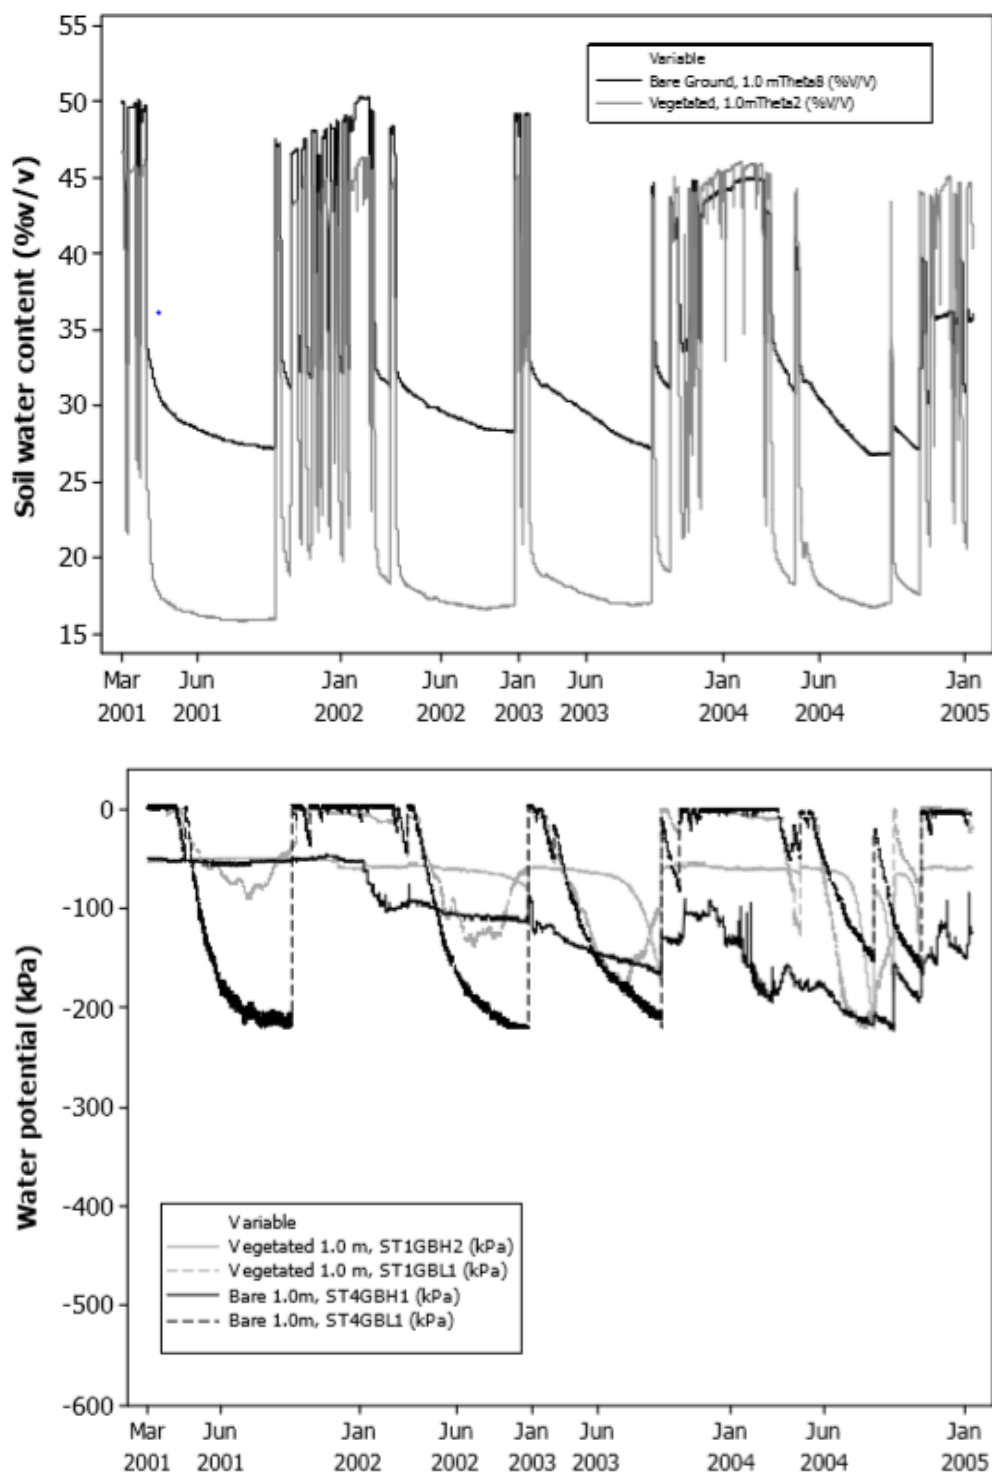 55
50
45
40
35
30
25
20
15
Soil water content (%v/v)
Variable
Bare Ground, 1.0 mTheta8 (%V/V)
Vegetated, 1.0mTheta2 (%V/V)
Mar Jun Jan Jun Jan Jun Jan Jun Jan
2001 2001 2002 2002 2003 2003 2004 2004 2005
0
-100
-200
-300
-400
-500
-600
Water potential (kPa)
Variable
Vegetated 1.0 m, ST1GBH2 (kPa)
Vegetated 1.0 m, ST1GBL1 (kPa)
Bare 1.0m, ST4GBH1 (kPa)
Bare 1.0m, ST4GBL1 (kPa)
Mar Jun Jan Jun Jan Jun Jan Jun Jan
2001 2001 2002 2002 2003 2003 2004 2004 2005